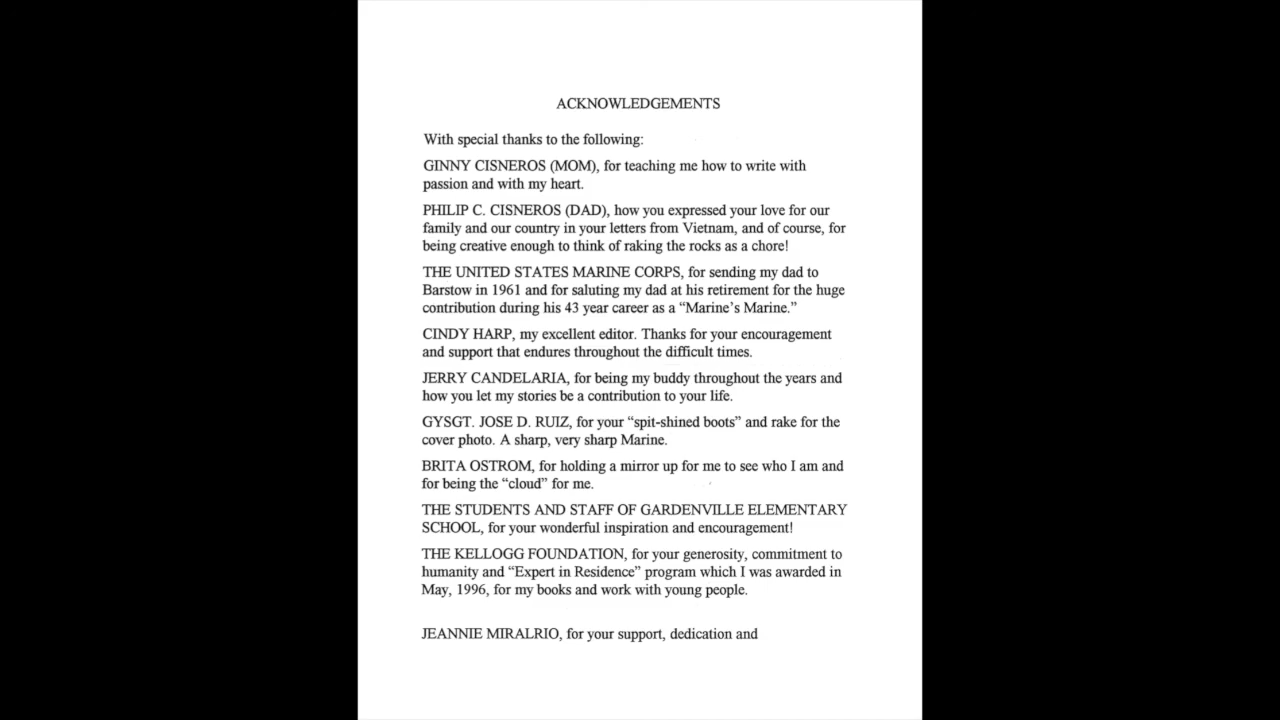 ACKNOWLEDGEMENTS
With special thanks to the following:
GINNY CISNEROS (MOM), for teaching me how to write with
passion and with my heart.
PHILIP C. CISNEROS (DAD), how you expressed your love for our
family and our country in your letters from Vietnam, and of course, for
being creative enough to think of raking the rocks as a chore!
THE UNITED STATES MARINE CORPS, for sending my dad to
Barstow in 1961 and for saluting my dad at his retirement for the huge
contribution during his 43 year career as a “Marine’s Marine.”
CINDY HARP, my excellent editor. Thanks for your encouragement
and support that endures throughout the difficult times.
JERRY CANDELARIA, for being my buddy throughout the years and
how you let my stories be a contribution to your life.
GYSGT. JOSE D. RUIZ, for your “spit-shined boots” and rake for the
cover photo. A sharp, very sharp Marine.
BRITA OSTROM, for holding a mirror up for me to see who I am and
for being the “cloud” for me.
THE STUDENTS AND STAFF OF GARDENVILLE ELEMENTARY
SCHOOL, for your wonderful inspiration and encouragement!
THE KELLOGG FOUNDATION, for your generosity, commitment to
humanity and “Expert in Residence” program which I was awarded in
May, 1996, for my books and work with young people.
JEANNIE MIRALRIO, for your support, dedication and